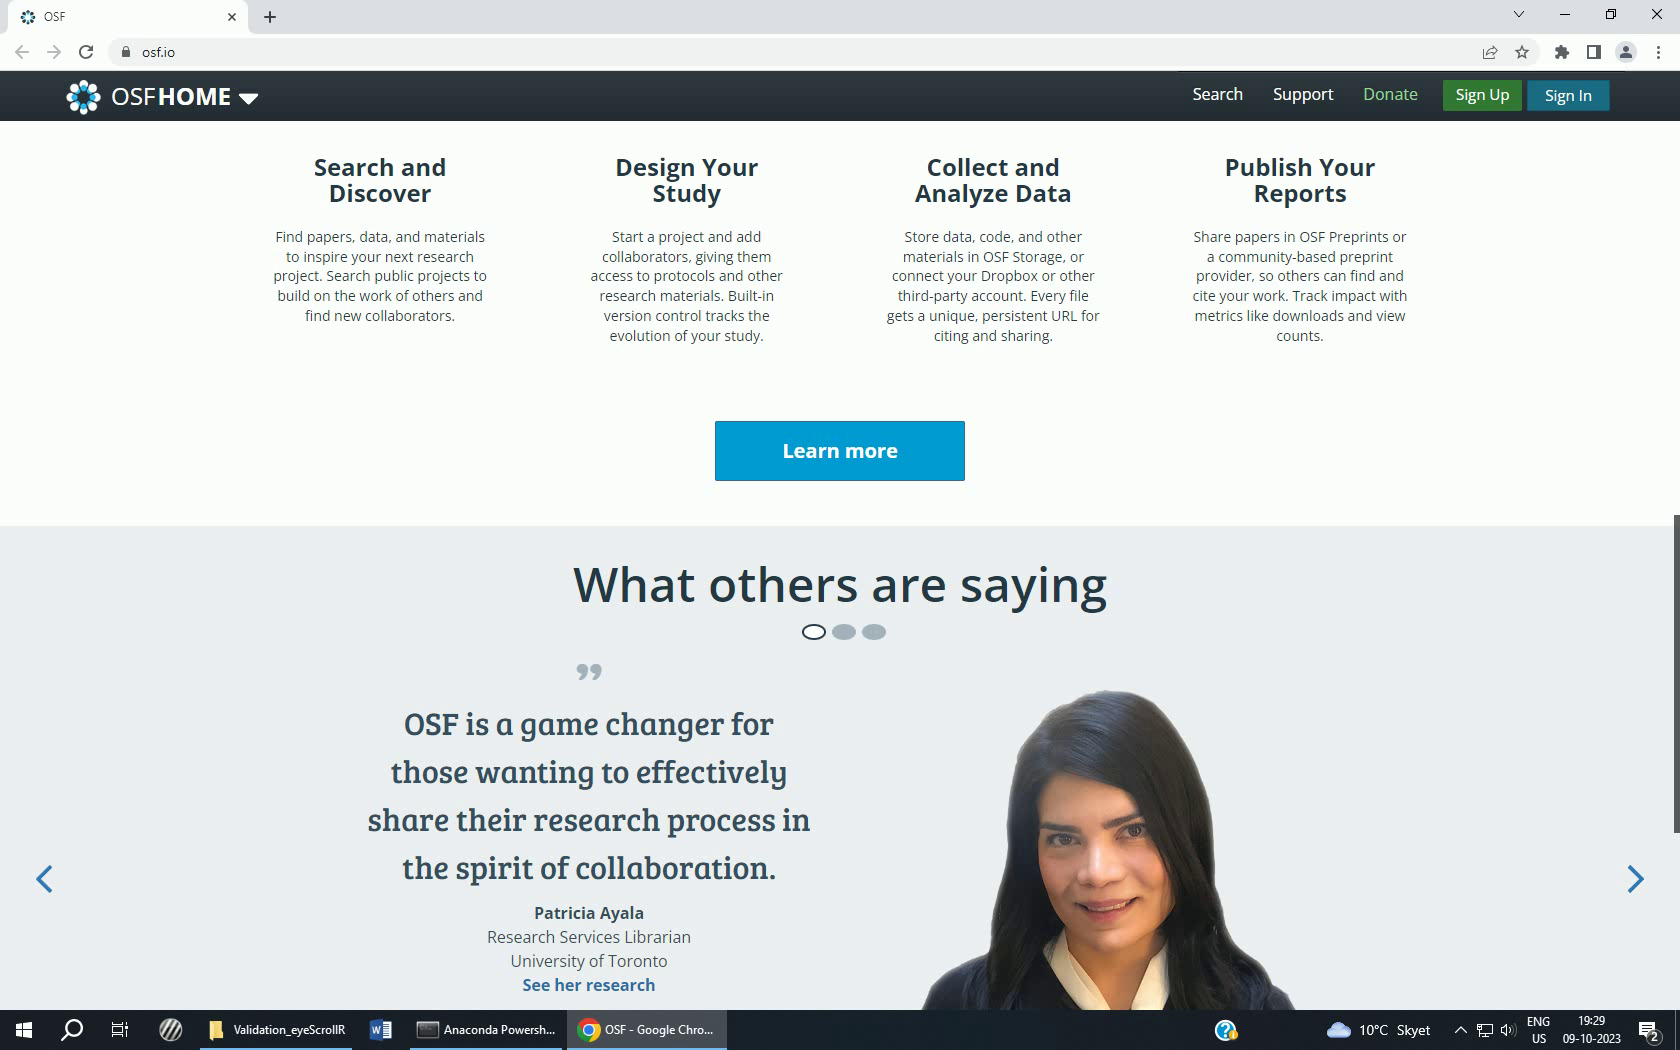 OSF
osf.io
OSFHOME
Search
Support
Donate
Sign Up
Sign In
Search and
Discover
Find papers, data, and materials
to inspire your next research
project. Search public projects to
build on the work of others and
find new collaborators.
Design Your
Study
Start a project and add
collaborators, giving them
access to protocols and other
research materials. Built-in
version control tracks the
evolution of your study.
Collect and
Analyze Data
Store data, code, and other
materials in OSF Storage, or
connect your Dropbox or other
third-party account. Every file
gets a unique, persistent URL for
citing and sharing.
Publish Your
Reports
Share papers in OSF Preprints or
a community-based preprint
provider, so others can find and
cite your work. Track impact with
metrics like downloads and view
counts.
Learn more
What others are saying
”
OSF is a game changer for
those wanting to effectively
share their research process in
the spirit of collaboration.
Patricia Ayala
Research Services Librarian
University of Toronto
See her research
Validation_eyeScrollR
Anaconda Powersh...
OSF - Google Chro...
10°C Skyet
ENG
US
19:29
09-10-2023
2